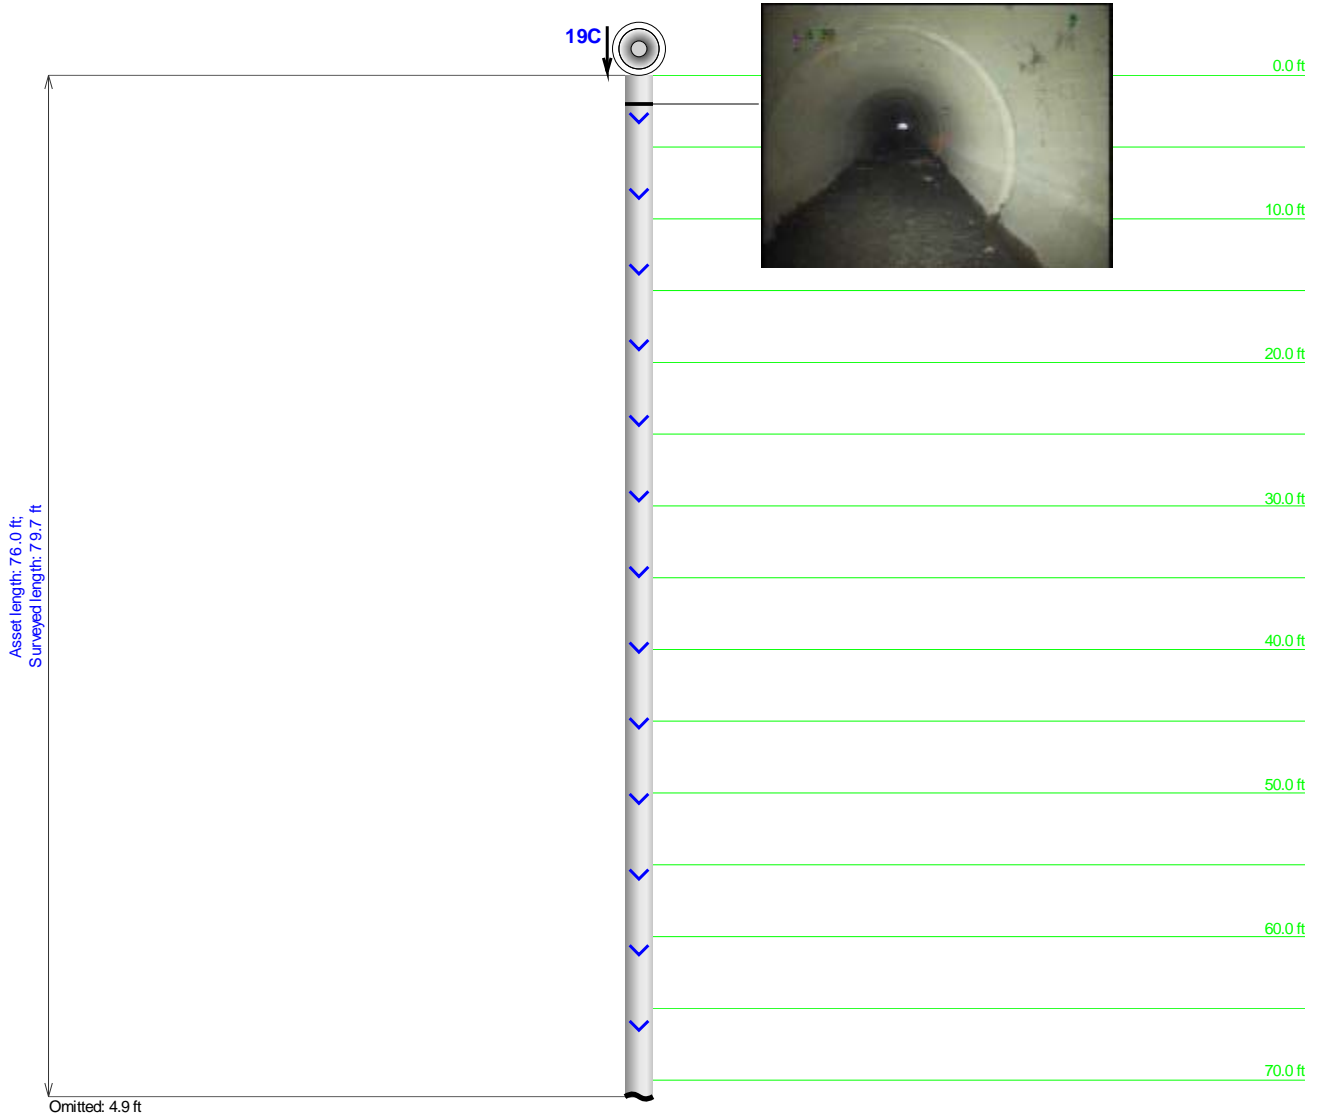 19C
0.0 ft
10.0 ft
20.0 ft
30.0 ft
40.0 ft
50.0 ft
60.0 ft
70.0 ft
Asset length: 76.0 ft;
Surveyed length: 79.7 ft
Omitted: 4.9 ft